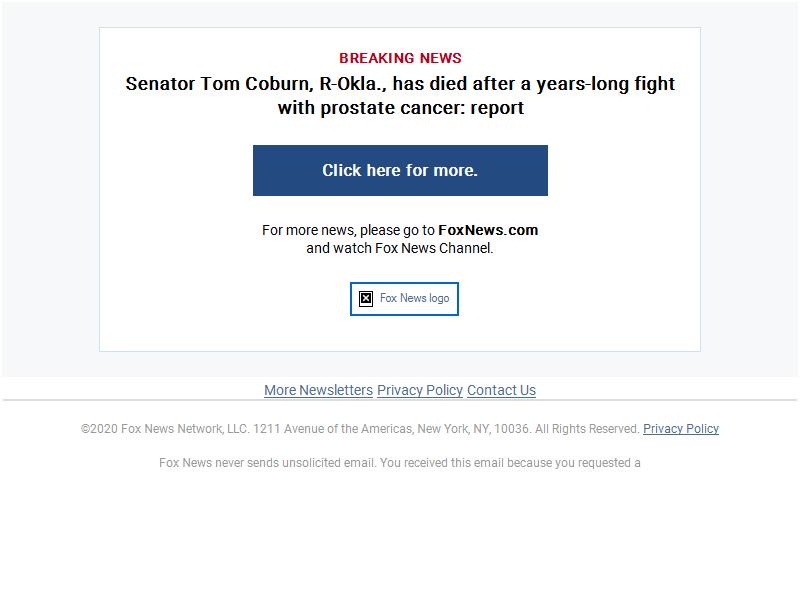 BREAKING NEWS
Senator Tom Coburn, R-Okla., has died after a years-long fight
with prostate cancer: report
Click here for more.
For more news, please go to FoxNews.com
and watch Fox News Channel.
Fox News logo
More Newsletters Privacy Policy Contact Us
©2020 Fox News Network, LLC. 1211 Avenue of the Americas, New York, NY, 10036. All Rights Reserved. Privacy Policy
Fox News never sends unsolicited email. You received this email because you requested a